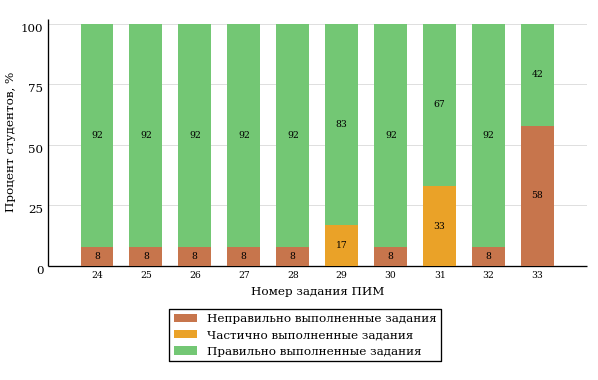 100
75
50
25
0
Процент студентов, %
92 92 92 92 92 83 92 67 92 42
8 8 8 8 8 17 8 33 8 58
24 25 26 27 28 29 30 31 32 33
Номер задания ПИМ
Неправильно выполненные задания
Частично выполненные задания
Правильно выполненные задания